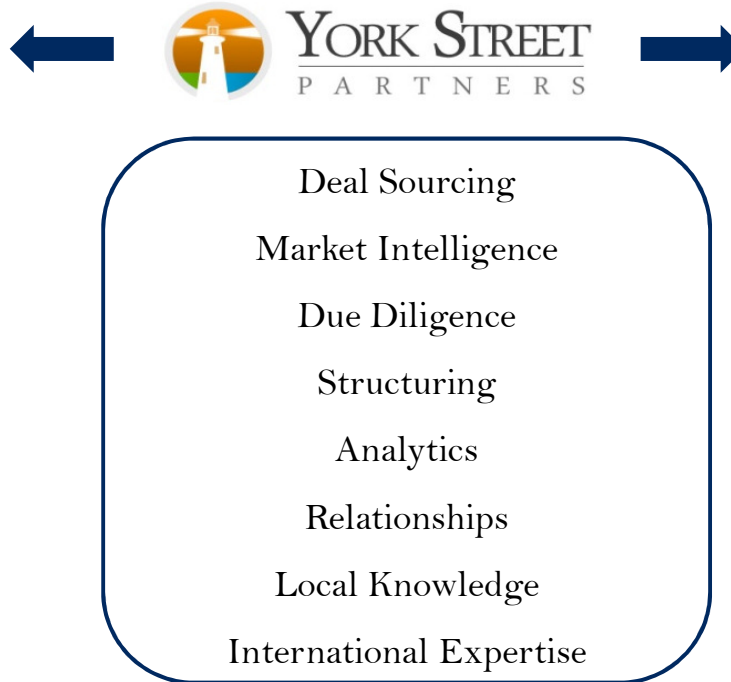 YORK STREET
PARTNERS
Deal Sourcing
Market Intelligence
Due Diligence
Structuring
Analytics
Relationships
Local Knowledge
International Expertise